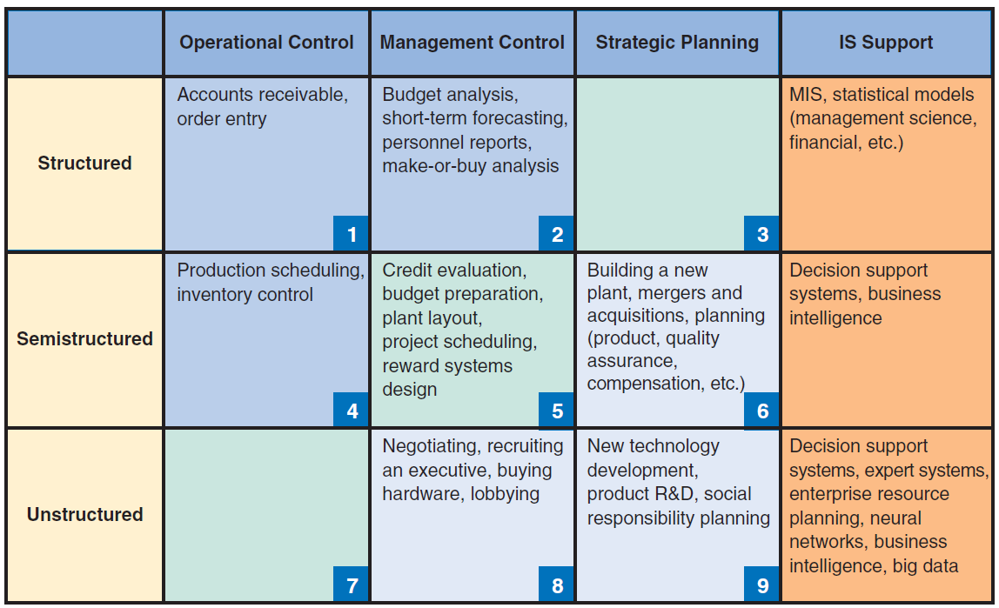 Operational Control
Management Control
Strategic Planning
IS Support
Structured
Accounts receivable,
order entry
1
Budget analysis,
short-term forecasting,
personnel reports,
make-or-buy analysis
2
3
MIS, statistical models
(management science,
financial, etc.)
Semistructured
Production scheduling,
inventory control
4
Credit evaluation,
budget preparation,
plant layout,
project scheduling,
reward systems
design
5
Building a new
plant, mergers and
acquisitions, planning
(product, quality
assurance,
compensation, etc.)
6
Decision support
systems, business
intelligence
Unstructured
7
Negotiating, recruiting
an executive, buying
hardware, lobbying
8
New technology
development,
product R&D, social
responsibility planning
9
Decision support
systems, expert systems,
enterprise resource
planning, neural
networks, business
intelligence, big data